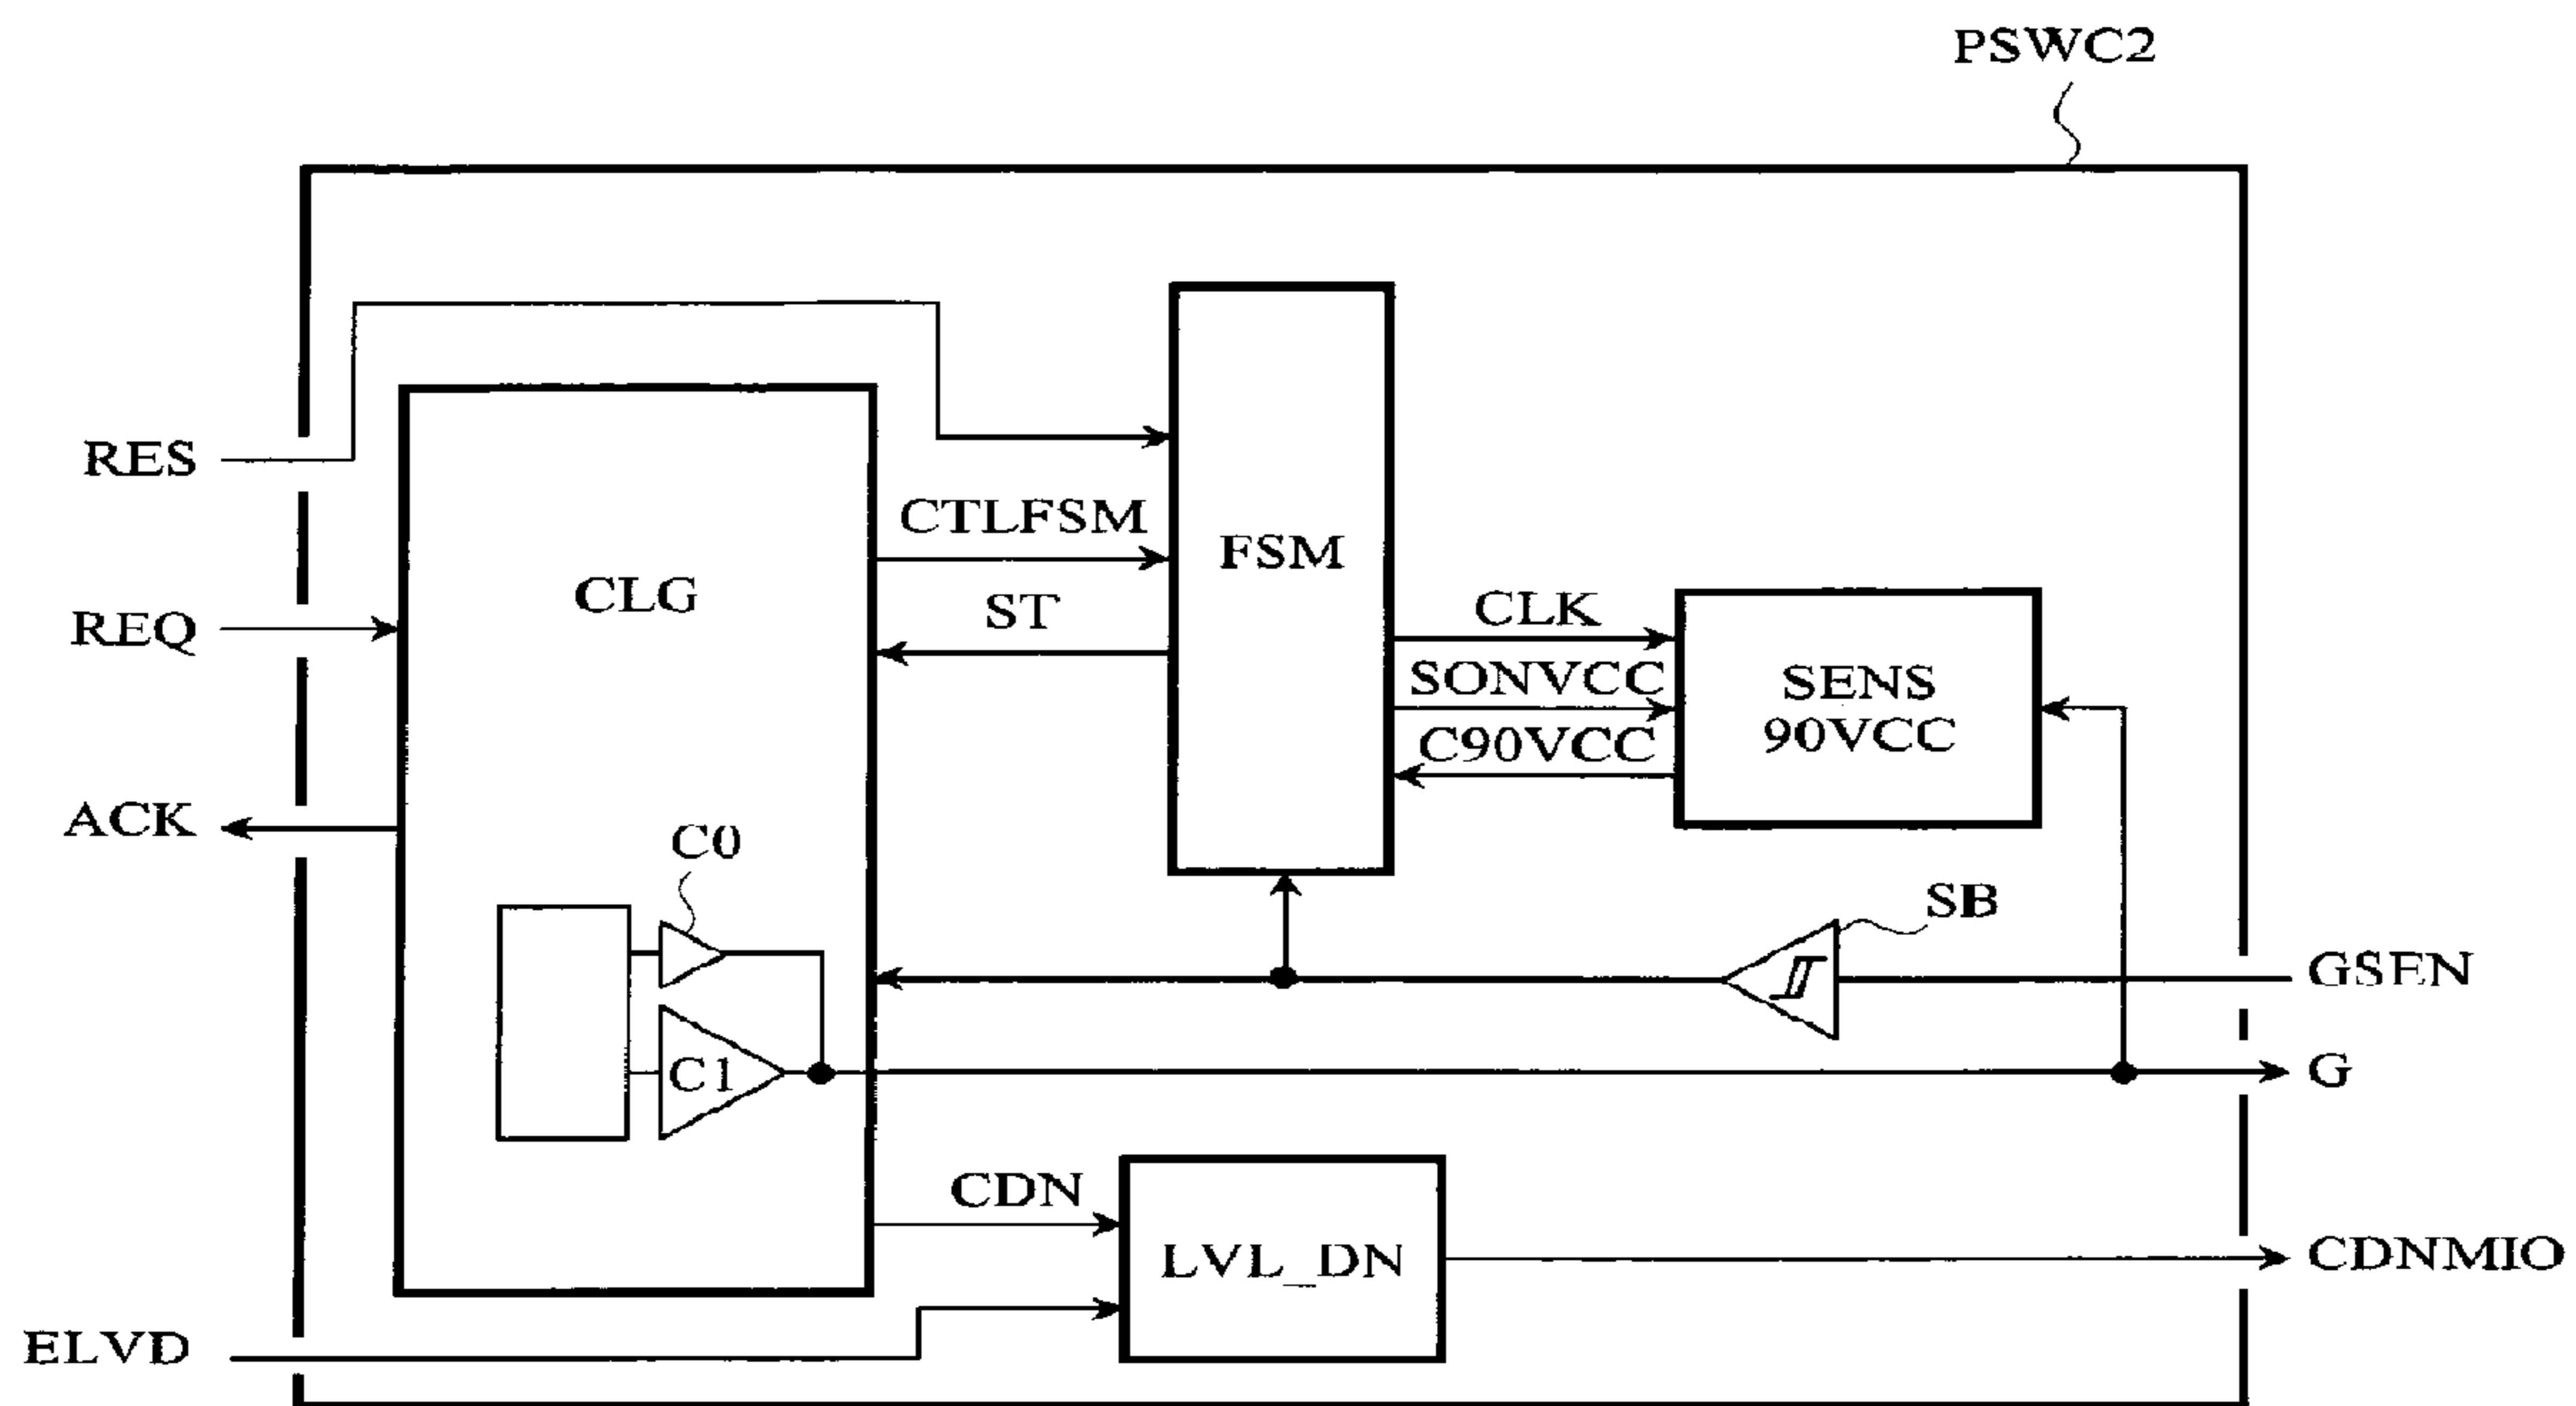 PSWC2
RES
CTLFSM
FSM
CLG
ST
CLK
REQ
SONVCC
SENS
90VCC
C90VCC
ACK
C0
SB
GSEN
C1
G
CDN
LVL_DN
CDNMIO
ELVD